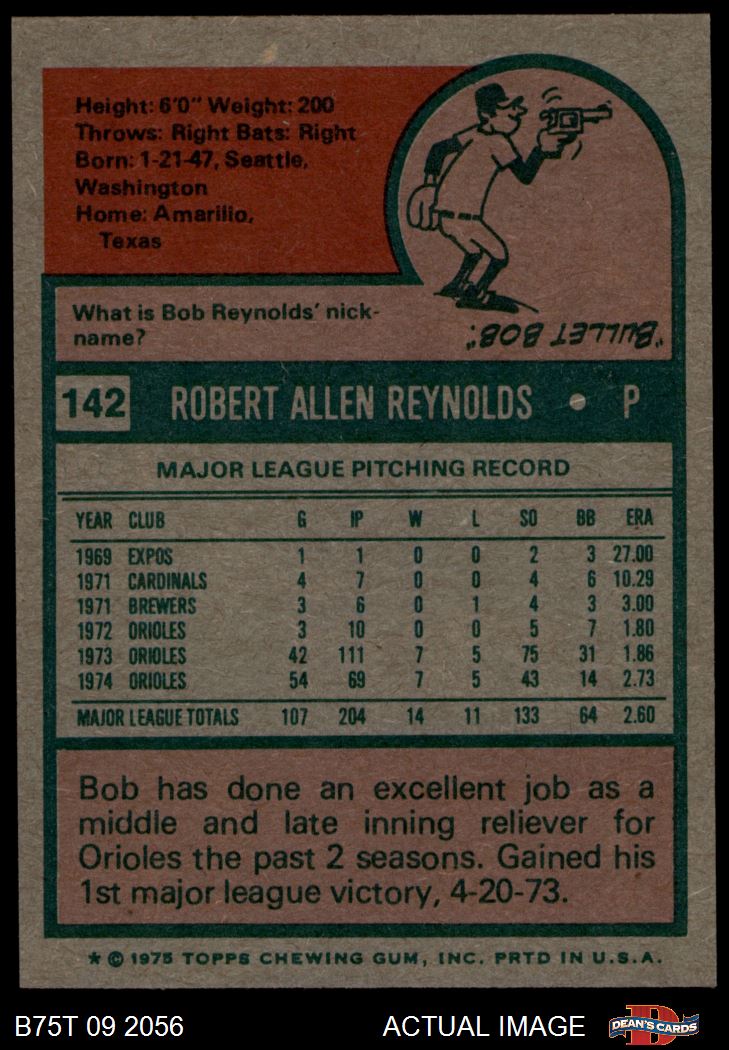 Height: 6'0" Weight: 200
Throws: Right Bats: Right
Born: 1-21-47, Seattle,
Washington
Home: Amarillo,
Texas
What is Bob Reynolds' nick-
name?
"BULLET BOB".
142 ROBERT ALLEN REYNOLDS • P
MAJOR LEAGUE PITCHING RECORD
YEAR CLUB G IP W L SO BB ERA
1969 EXPOS 1 1 0 0 2 3 27.00
1971 CARDINALS 4 7 0 0 4 6 10.29
1971 BREWERS 3 6 0 1 4 3 3.00
1972 ORIOLES 3 10 0 0 5 7 1.80
1973 ORIOLES 42 111 7 5 75 31 1.86
1974 ORIOLES 54 69 7 5 43 14 2.73
MAJOR LEAGUE TOTALS 107 204 14 11 133 64 2.60
Bob has done an excellent job as a
middle and late inning reliever for
Orioles the past 2 seasons. Gained his
1st major league victory, 4-20-73.
* © 1975 TOPPS CHEWING GUM, INC. PRTD IN U.S.A.
B75T 09 2056 ACTUAL IMAGE D DEAN'S CARDS